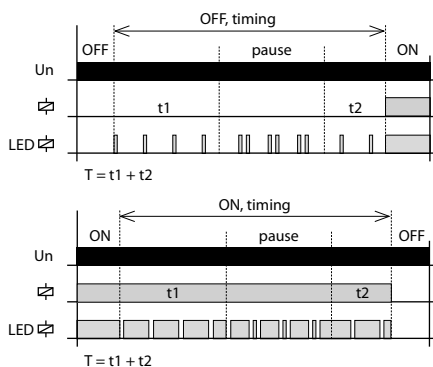 OFF, timing
OFF pause ON
Un
t1 t2
LED
T = t1 + t2
ON, timing
ON pause OFF
Un
t1 t2
LED
T = t1 + t2